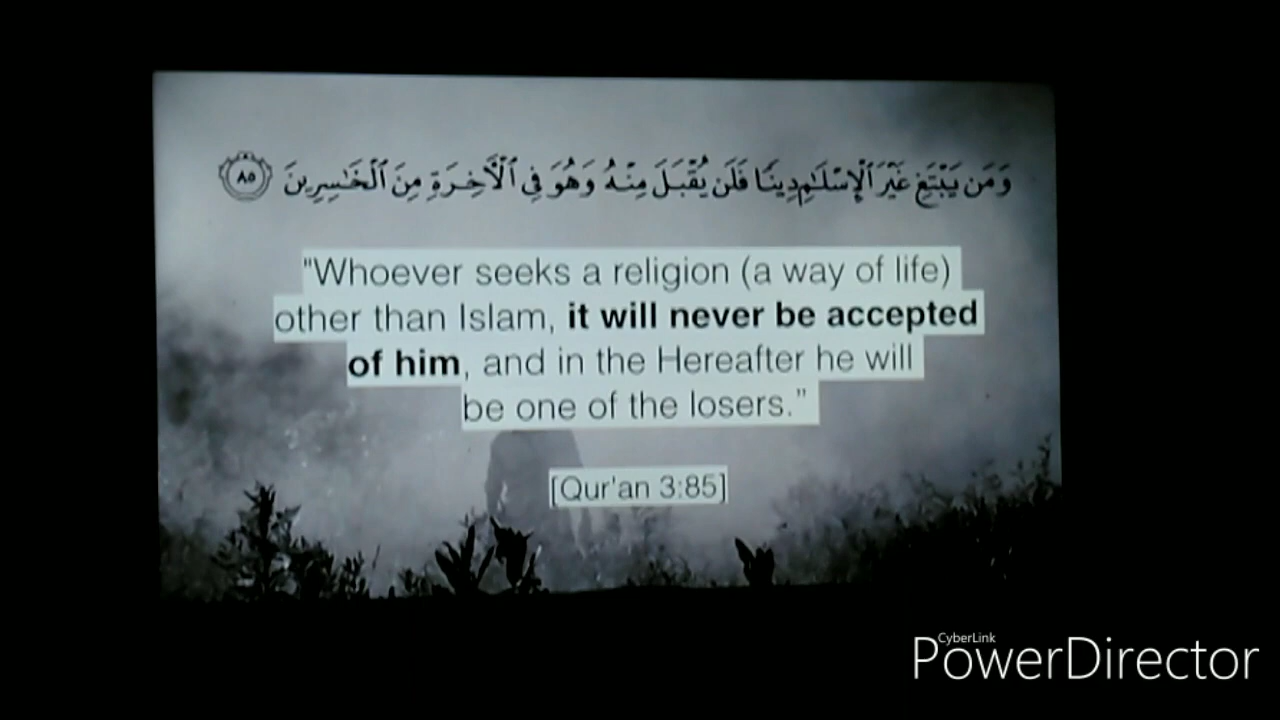 وَمَن يَبْتَغِ غَيْرَ ٱلْإِسْلَٰمِ دِينًا فَلَن يُقْبَلَ مِنْهُ وَهُوَ فِى ٱلْأَخِرَةِ مِنَ ٱلْخَٰسِرِينَ ٨٥
"Whoever seeks a religion (a way of life)
other than Islam, it will never be accepted
of him, and in the Hereafter he will
be one of the losers."
[Qur'an 3:85]
CyberLink
PowerDirector